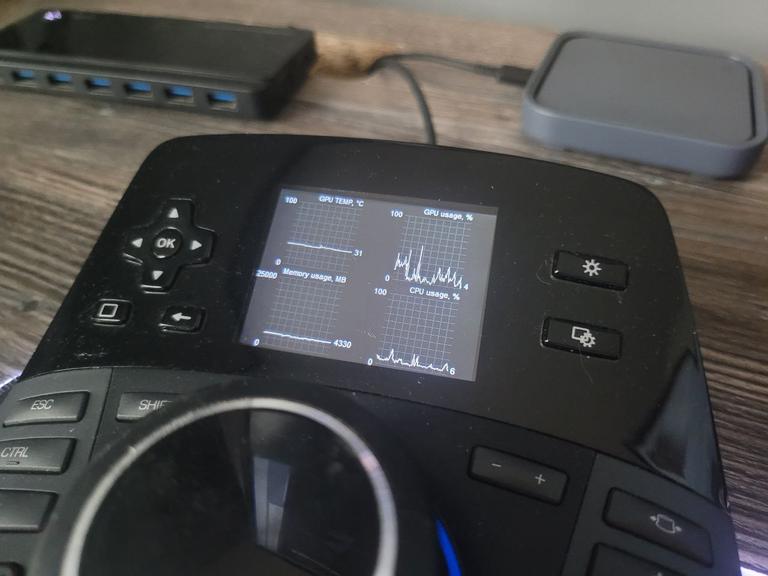 GPU TEMP, °C
100
0
31
GPU usage, %
100
0
4
Memory usage, MB
25000
0
4330
CPU usage, %
100
0
6
OK
ESC
SHIF
CTRL
- +